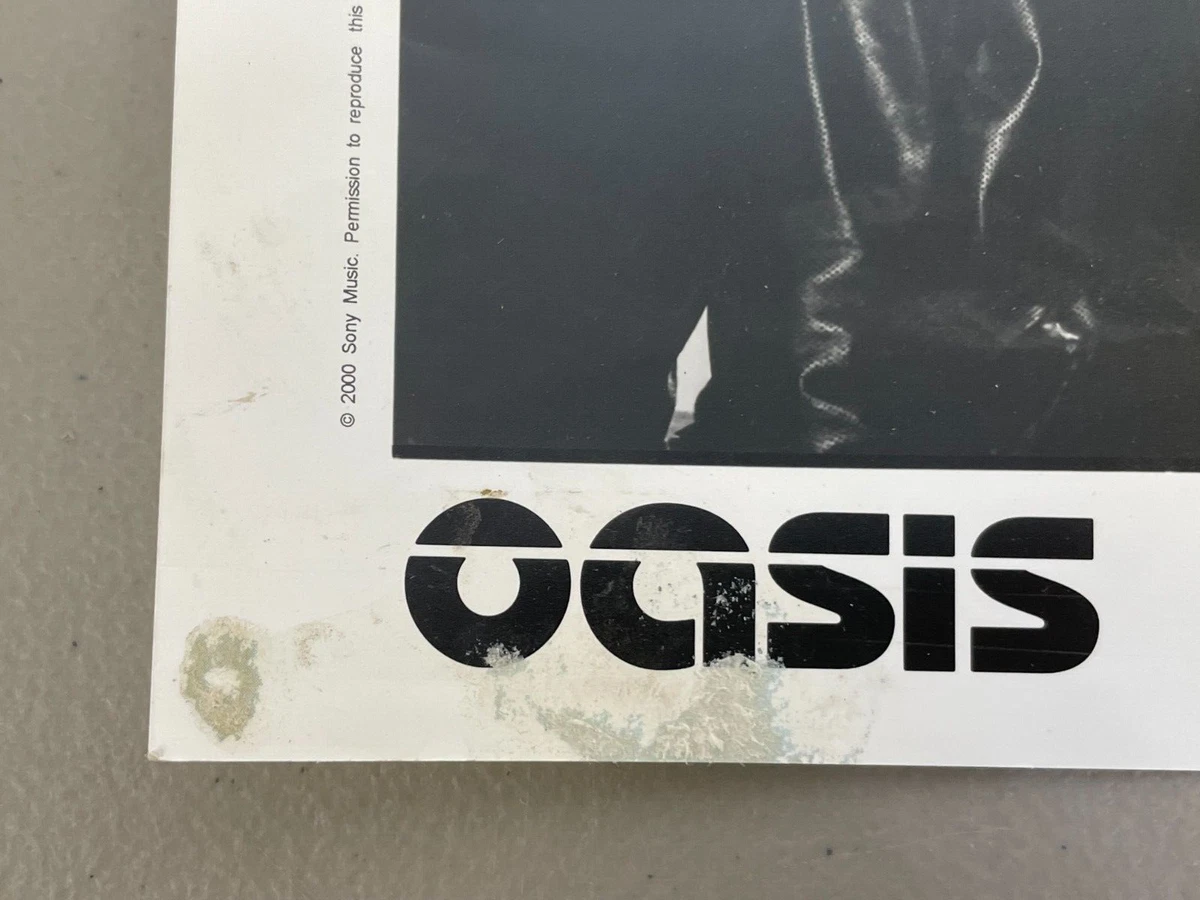 © 2000 Sony Music. Permission to reproduce this
oasis